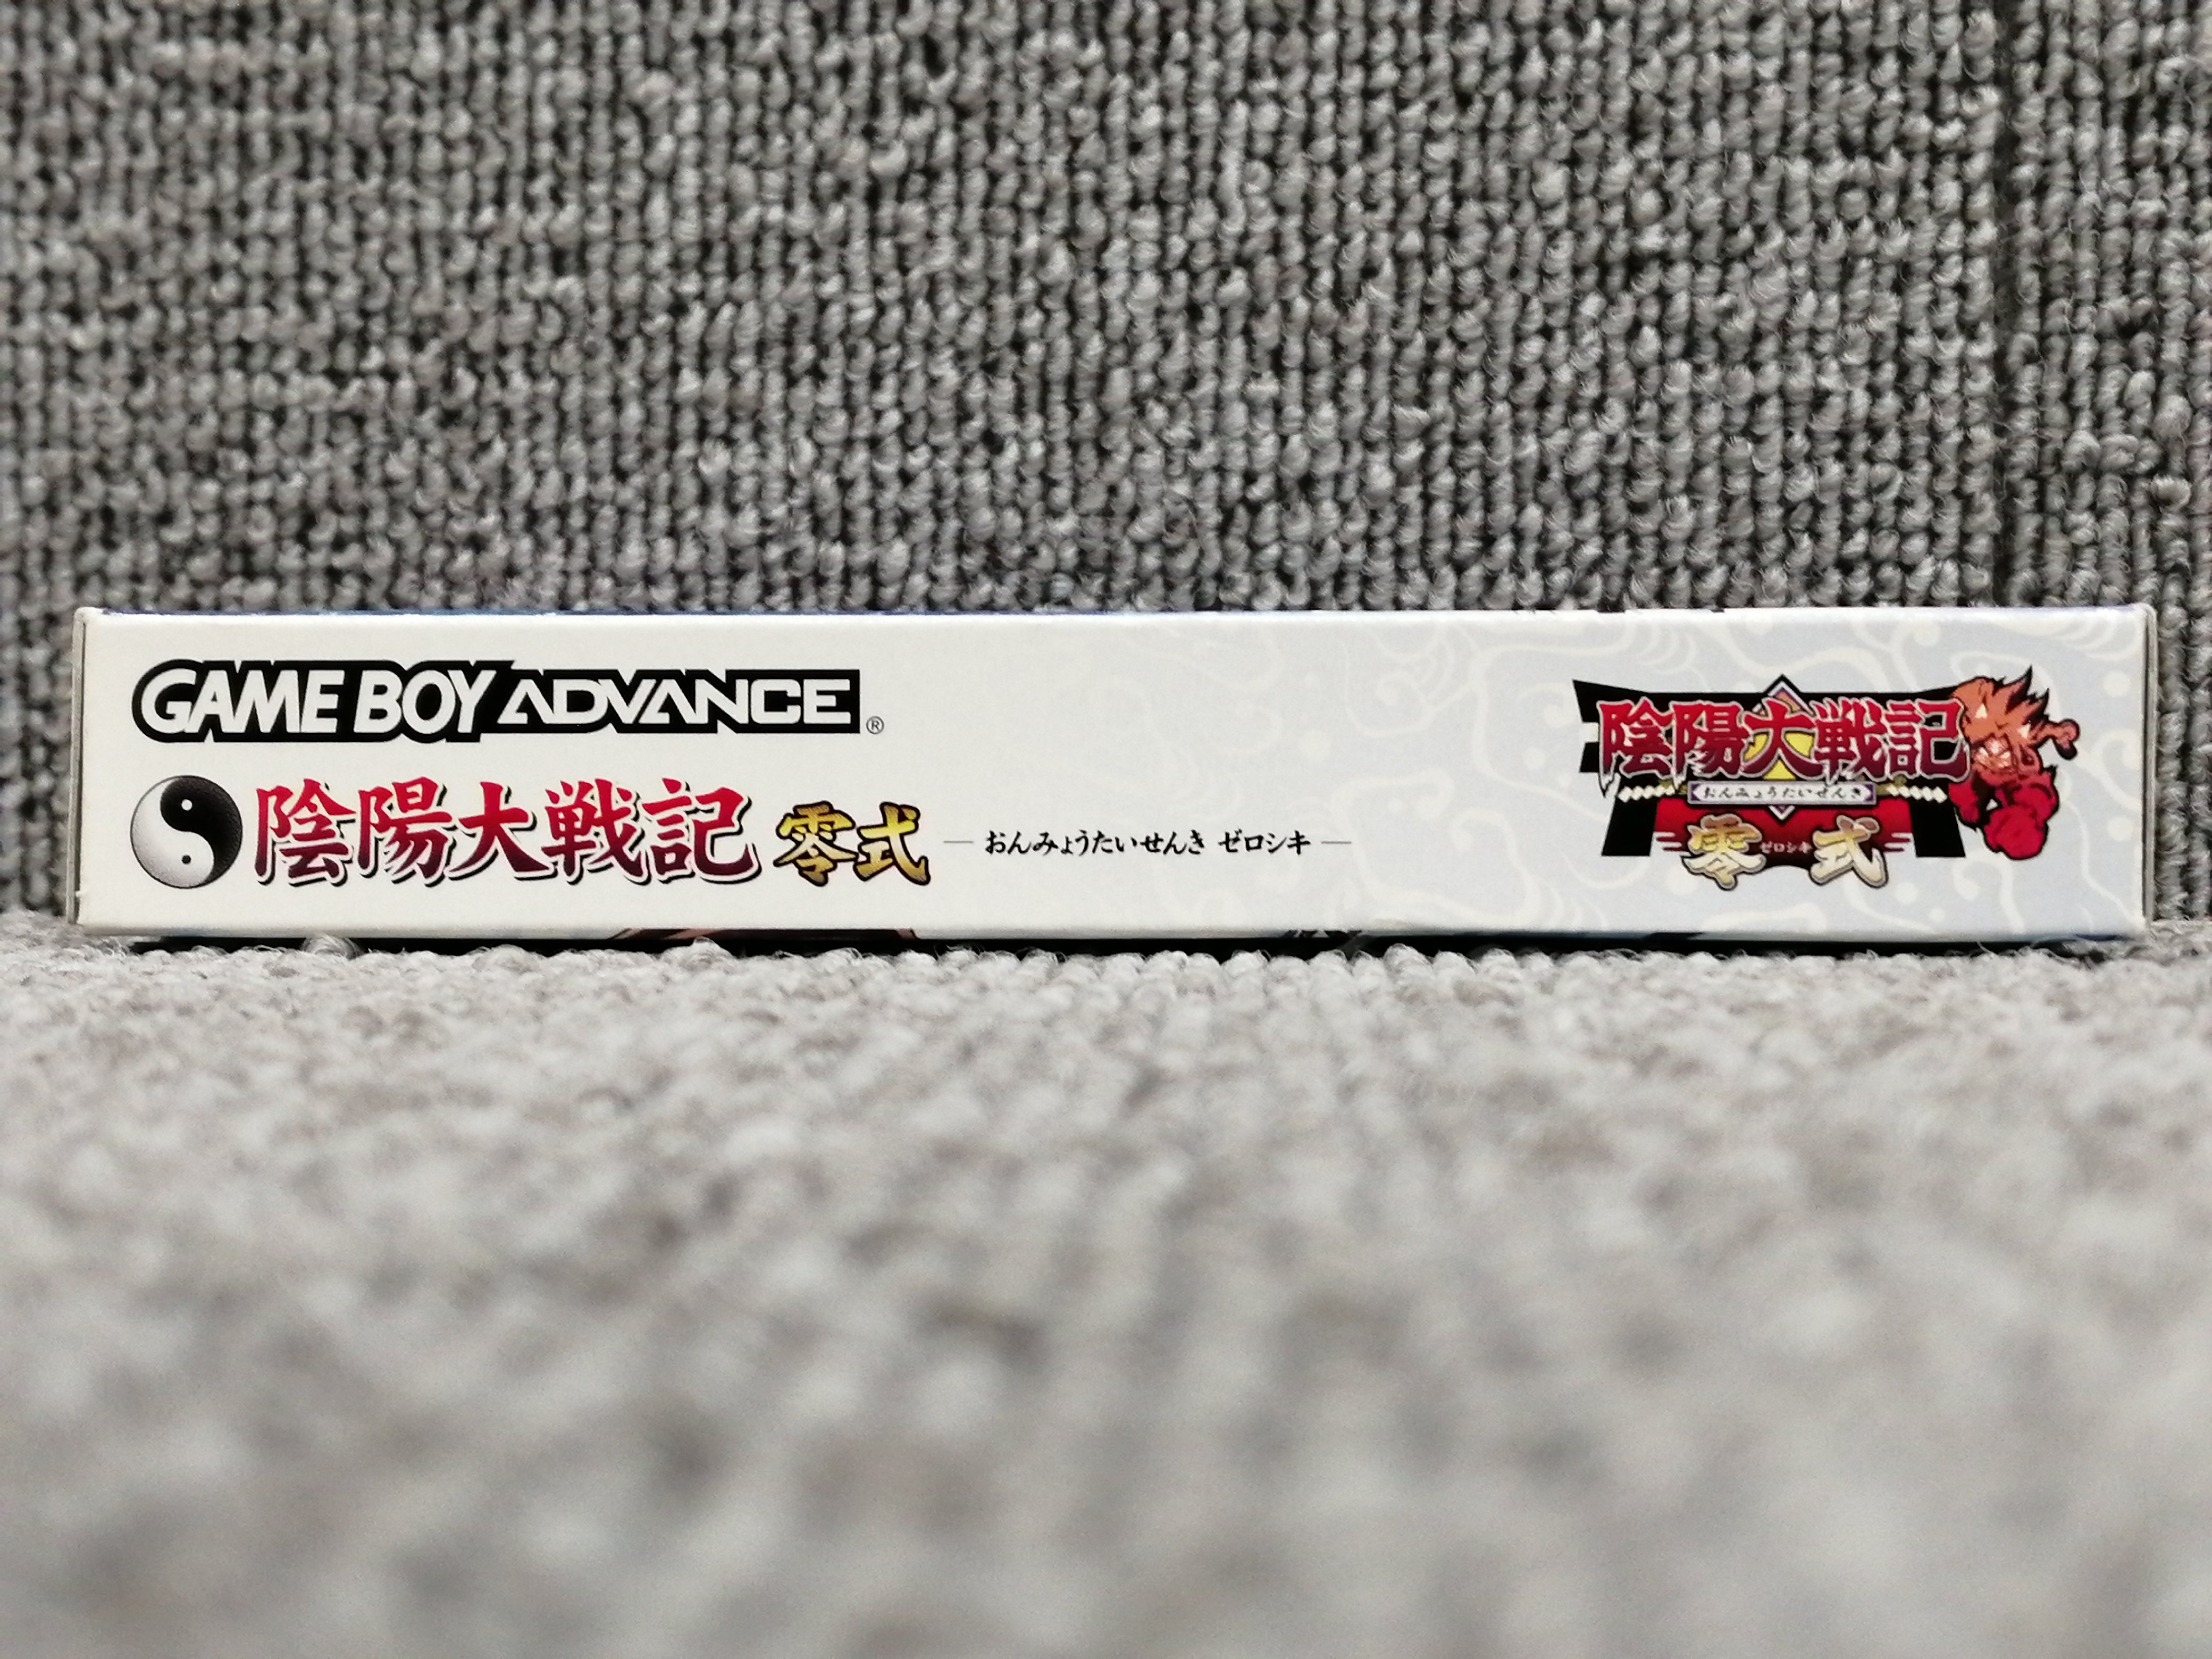 GAME BOY ADVANCE®
陰陽大戦記 零式 ─ おんみょうたいせんき ゼロシキ ─
陰陽大戦記
おんみょうたいせんき
零 ゼロシキ 式